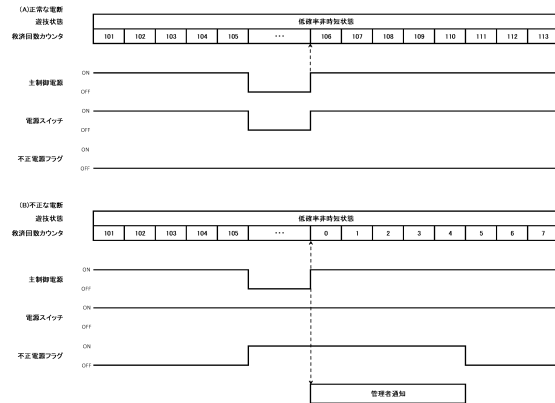 (A)正常な電断
遊技状態 低確率非時短状態
救済回数カウンタ 101 102 103 104 105 ··· 106 107 108 109 110 111 112 113
主制御電源 ON OFF
電源スイッチ ON OFF
不正電源フラグ ON OFF
(B)不正な電断
遊技状態 低確率非時短状態
救済回数カウンタ 101 102 103 104 105 ··· 0 1 2 3 4 5 6 7
主制御電源 ON OFF
電源スイッチ ON OFF
不正電源フラグ ON OFF
管理者通知